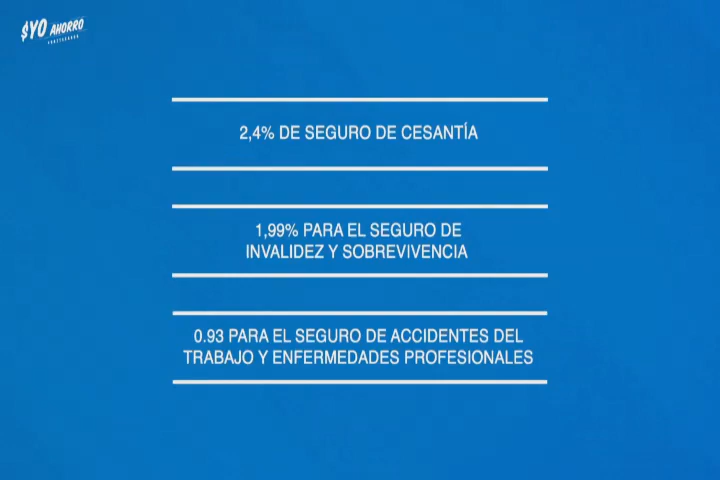 $YO AHORRO
2,4% DE SEGURO DE CESANTÍA
1,99% PARA EL SEGURO DE
INVALIDEZ Y SOBREVIVENCIA
0.93 PARA EL SEGURO DE ACCIDENTES DEL
TRABAJO Y ENFERMEDADES PROFESIONALES